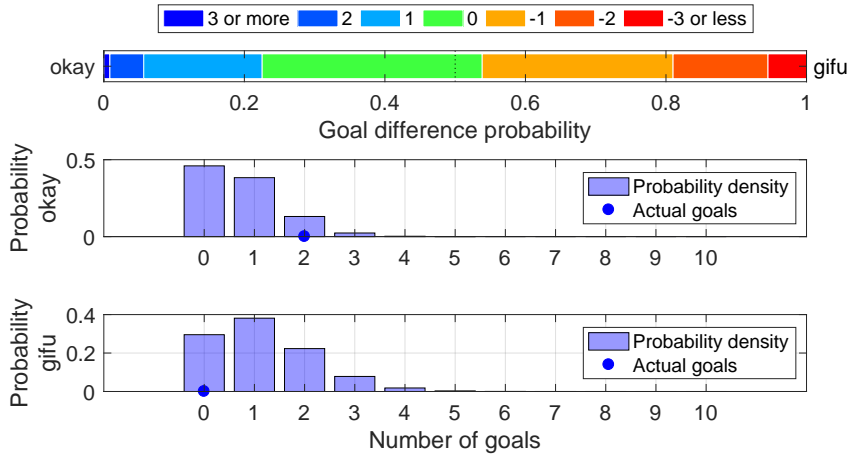 3 or more 2 1 0 -1 -2 -3 or less
okay gifu
0 0.2 0.4 0.6 0.8 1
Goal difference probability
Probability
okay
0.5
0
Probability density
Actual goals
0 1 2 3 4 5 6 7 8 9 10
Probability
gifu
0.4
0.2
0
Probability density
Actual goals
0 1 2 3 4 5 6 7 8 9 10
Number of goals